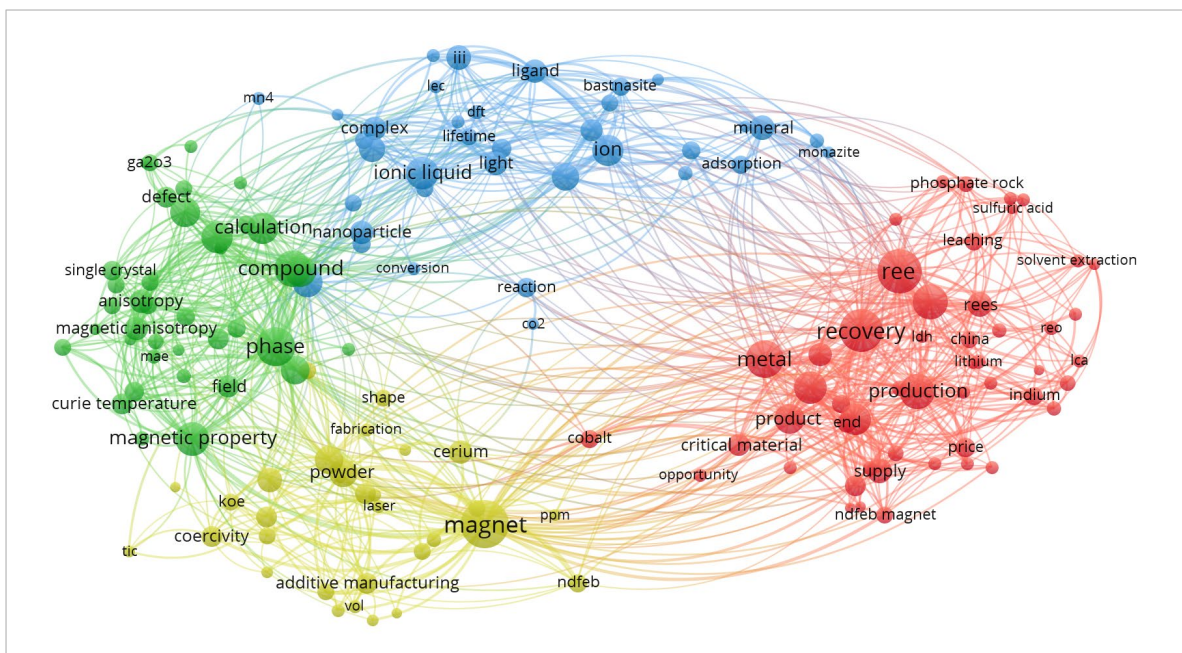 iii
ligand
lec
bastnasite
mn4
dft
complex
lifetime
mineral
ion
light
monazite
adsorption
ga2o3
ionic liquid
phosphate rock
defect
sulfuric acid
calculation
nanoparticle
leaching
solvent extraction
single crystal
compound
conversion
ree
anisotropy
reaction
rees
magnetic anisotropy
co2
recovery
ldh
china
reo
phase
mae
metal
lithium
lca
field
production
indium
curie temperature
shape
product
end
magnetic property
fabrication
cobalt
critical material
price
powder
cerium
opportunity
supply
koe
laser
magnet
ppm
ndfeb magnet
coercivity
tic
additive manufacturing
ndfeb
vol